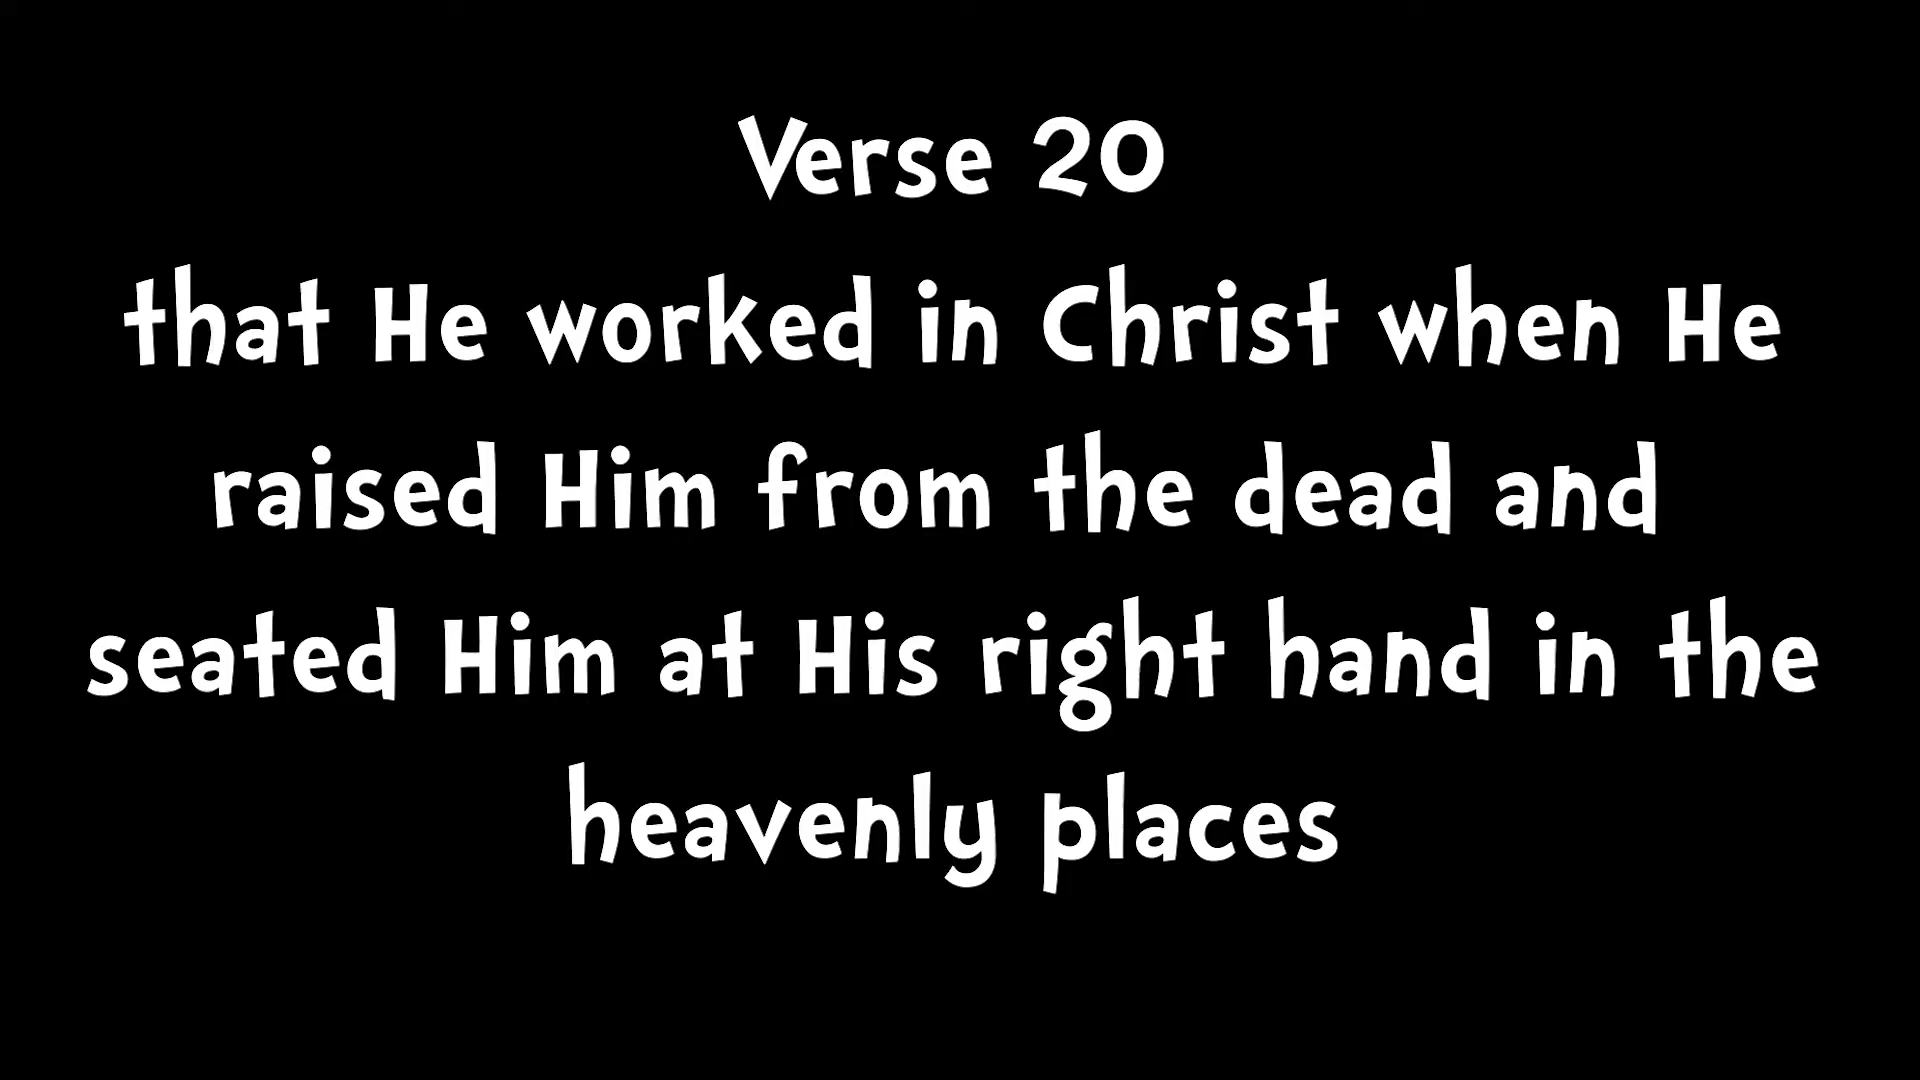 Verse 20
that He worked in Christ when He
raised Him from the dead and
seated Him at His right hand in the
heavenly places